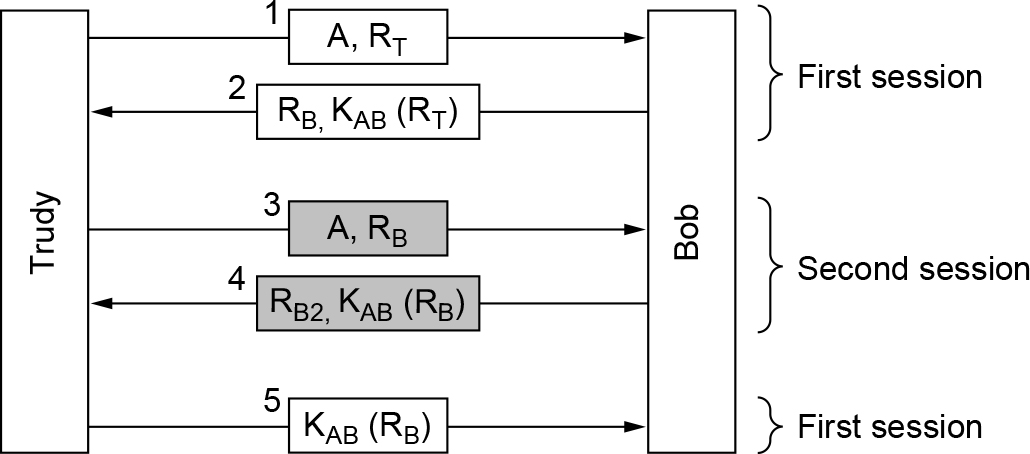 1
A, R_T
First session
2
R_B, K_AB (R_T)
Trudy
Bob
3
A, R_B
Second session
4
R_B2, K_AB (R_B)
5
K_AB (R_B)
First session